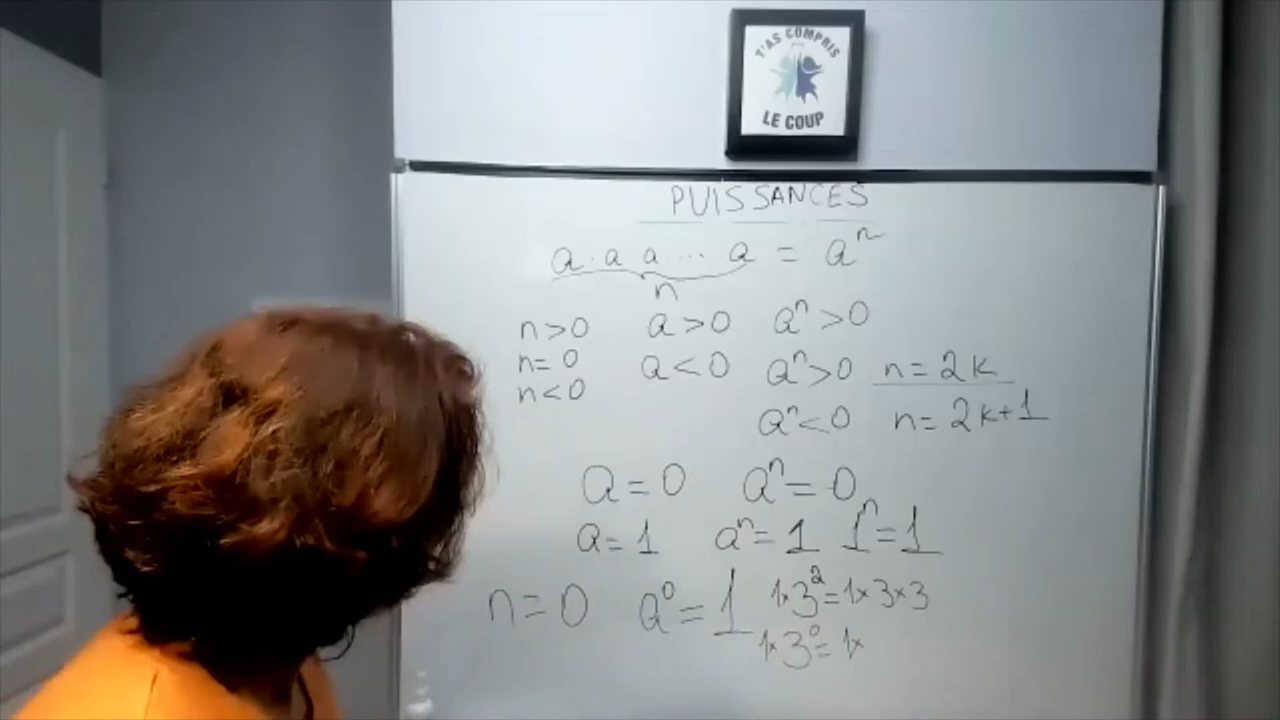 T'AS COMPRIS
LE COUP
PUISSANCES
a · a a ... a = aⁿ
n
n>0 a>0 aⁿ>0
n=0 a<0 aⁿ>0 n=2k
n<0
aⁿ<0 n=2k+1
a=0 aⁿ=0
a=1 aⁿ=1 1ⁿ=1
n=0 a⁰=1 1×3²=1×3×3
1×3⁰=1×